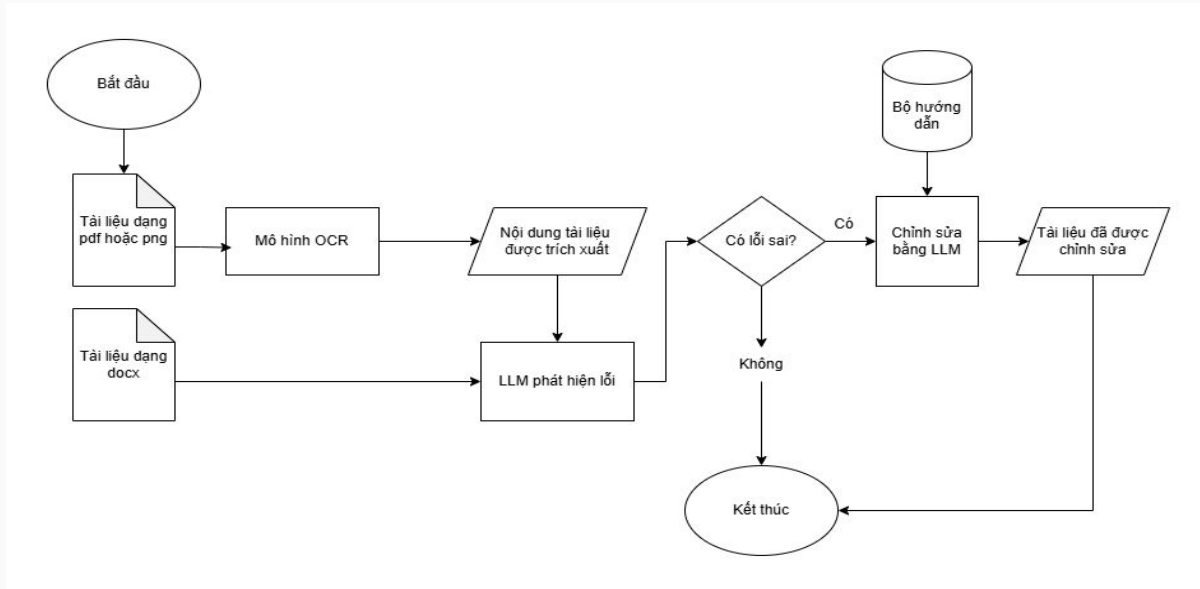 Bắt đầu
Bộ hướng
dẫn
Tài liệu dạng
pdf hoặc png
Mô hình OCR
Nội dung tài liệu
được trích xuất
Có lỗi sai?
Có
Chỉnh sửa
bằng LLM
Tài liệu đã được
chỉnh sửa
Tài liệu dạng
docx
LLM phát hiện lỗi
Không
Kết thúc